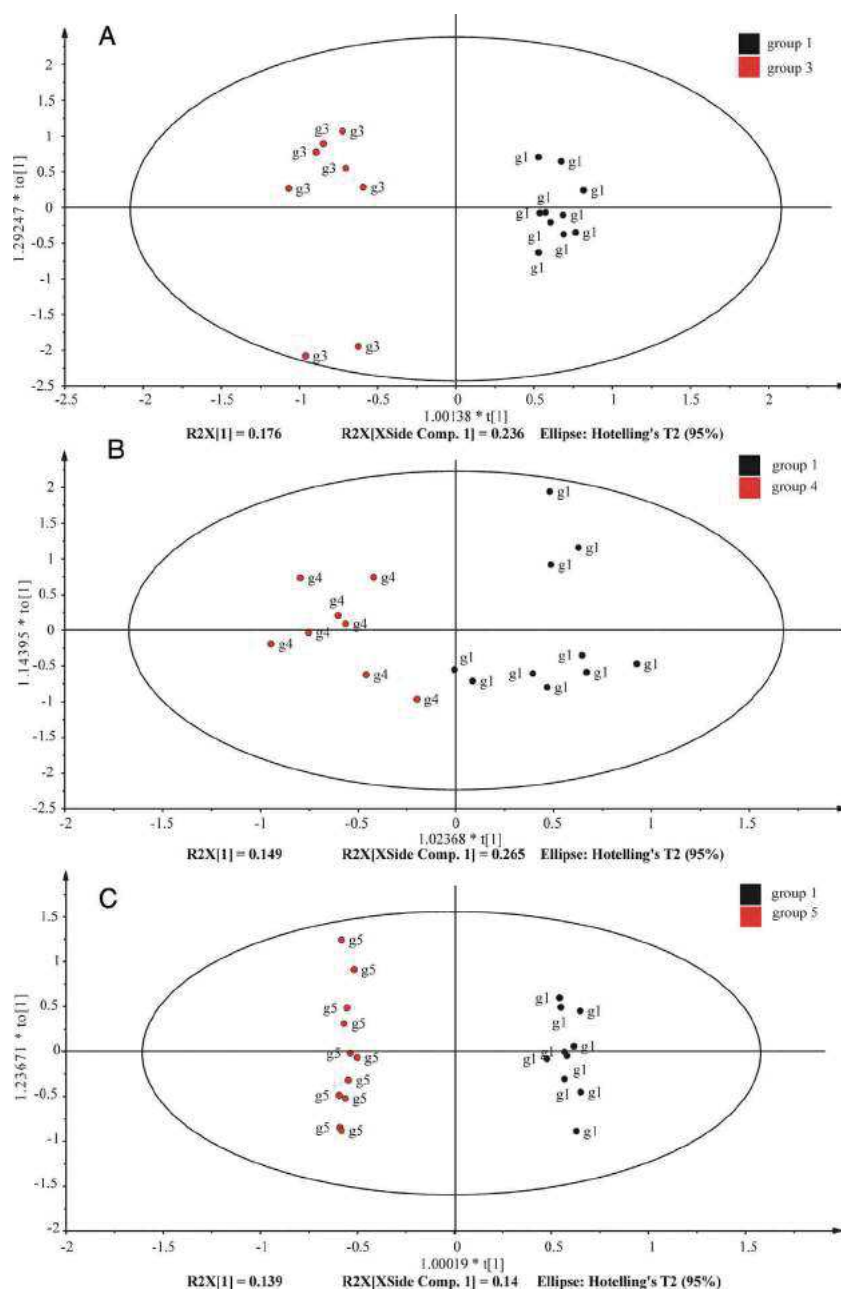 A
group 1
group 3
1.29247 * to[1]
2
1.5
1
0.5
0
-0.5
-1
-1.5
-2
-2.5
g3 g3
g3
g3
g3 g3
g3
g3
g1 g1
g1
g1
g1 g1
g1 g1
g1
-2.5 -2 -1.5 -1 -0.5 0 0.5 1 1.5 2
1.00138 * t[1]
R2X[1] = 0.176 R2X[XSide Comp. 1] = 0.236 Ellipse: Hotelling's T2 (95%)
B
group 1
group 4
1.14395 * to[1]
2
1.5
1
0.5
0
-0.5
-1
-1.5
-2
-2.5
g1
g1
g1
g4 g4
g4
g4
g4
g4
g4
g4
g1 g1
g1 g1 g1
g1 g1
-2 -1.5 -1 -0.5 0 0.5 1 1.5
1.02368 * t[1]
R2X[1] = 0.149 R2X[XSide Comp. 1] = 0.265 Ellipse: Hotelling's T2 (95%)
C
group 1
group 5
1.23671 * to[1]
1.5
1
0.5
0
-0.5
-1
-1.5
-2
g5
g5
g5
g5
g5 g5
g5
g5 g5
g5 g5
g1
g1 g1
g1 g1
g1
g1
g1 g1
g1
-2 -1.5 -1 -0.5 0 0.5 1 1.5
1.00019 * t[1]
R2X[1] = 0.139 R2X[XSide Comp. 1] = 0.14 Ellipse: Hotelling's T2 (95%)